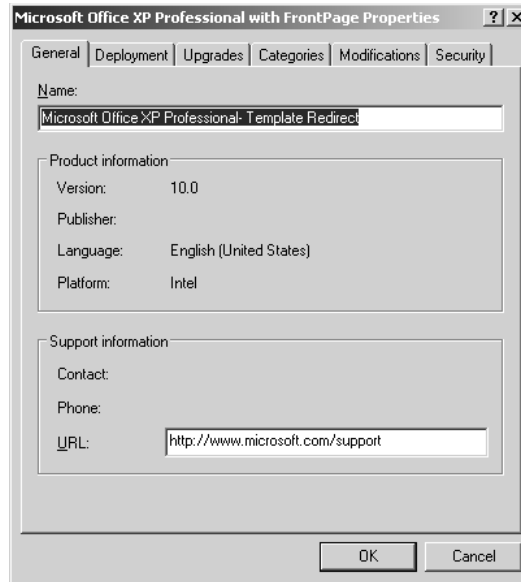 Microsoft Office XP Professional with FrontPage Properties
General Deployment Upgrades Categories Modifications Security
Name:
Microsoft Office XP Professional- Template Redirect
Product information
Version: 10.0
Publisher:
Language: English (United States)
Platform: Intel
Support information
Contact:
Phone:
URL: http://www.microsoft.com/support
OK Cancel